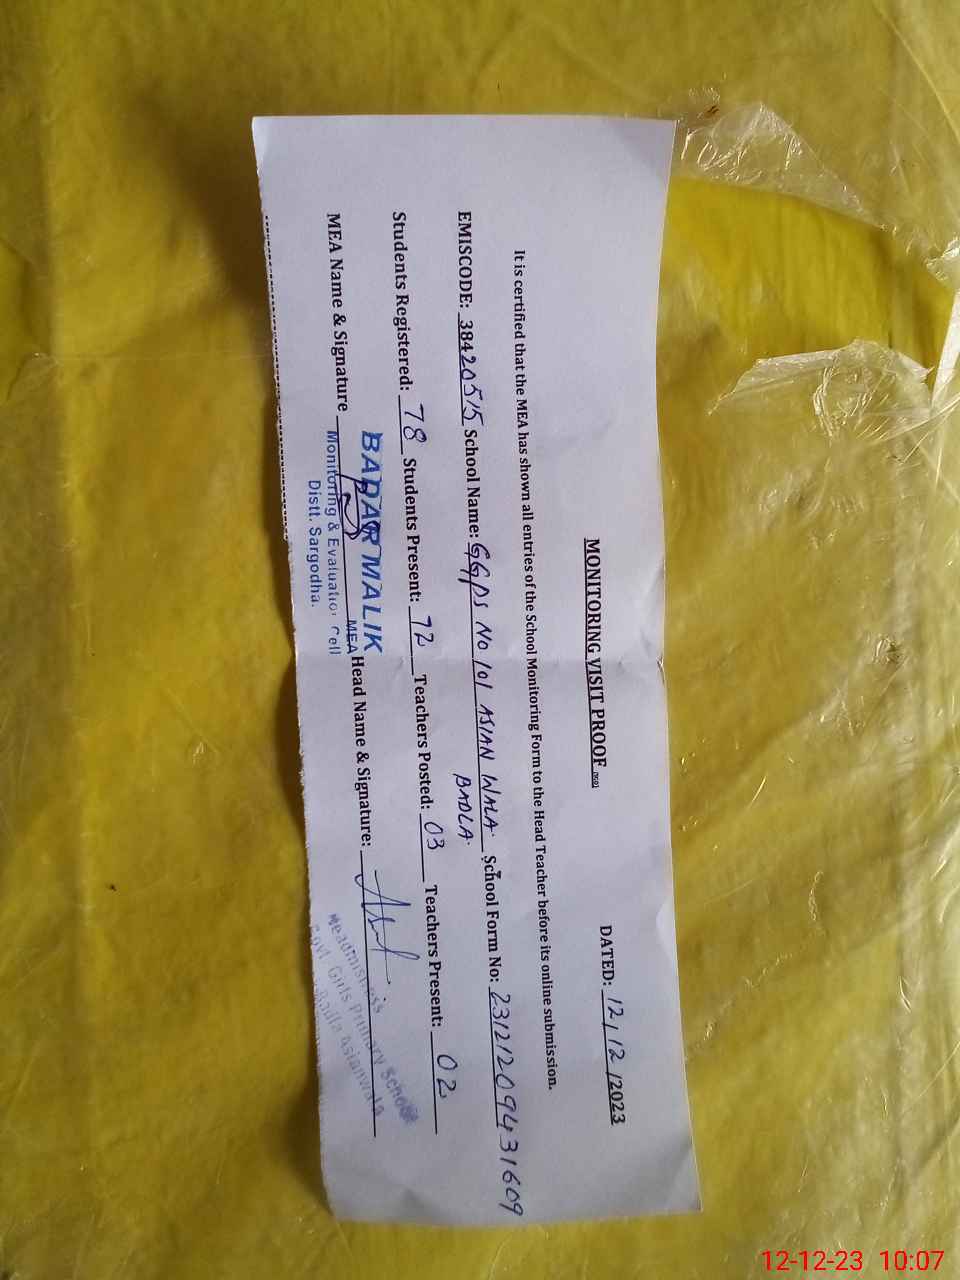 MONITORING VISIT PROOF
DATED: 12/12/2023
It is certified that the MEA has shown all entries of the School Monitoring Form to the Head Teacher before its online submission.
EMISCODE: 38420515 School Name: GGPS No 101 ASIAN WALA School Form No: 23121209431609
BADLA
Students Registered: 78 Students Present: 72 Teachers Posted: 03 Teachers Present: 02
MEA Name & Signature Head Name & Signature:
BADAR MALIK
MEA
Monitoring & Evaluation Cell
Distt. Sargodha.
Headmistress
Govt. Girls Primary School
Badla Asianwala
12-12-23 10:07